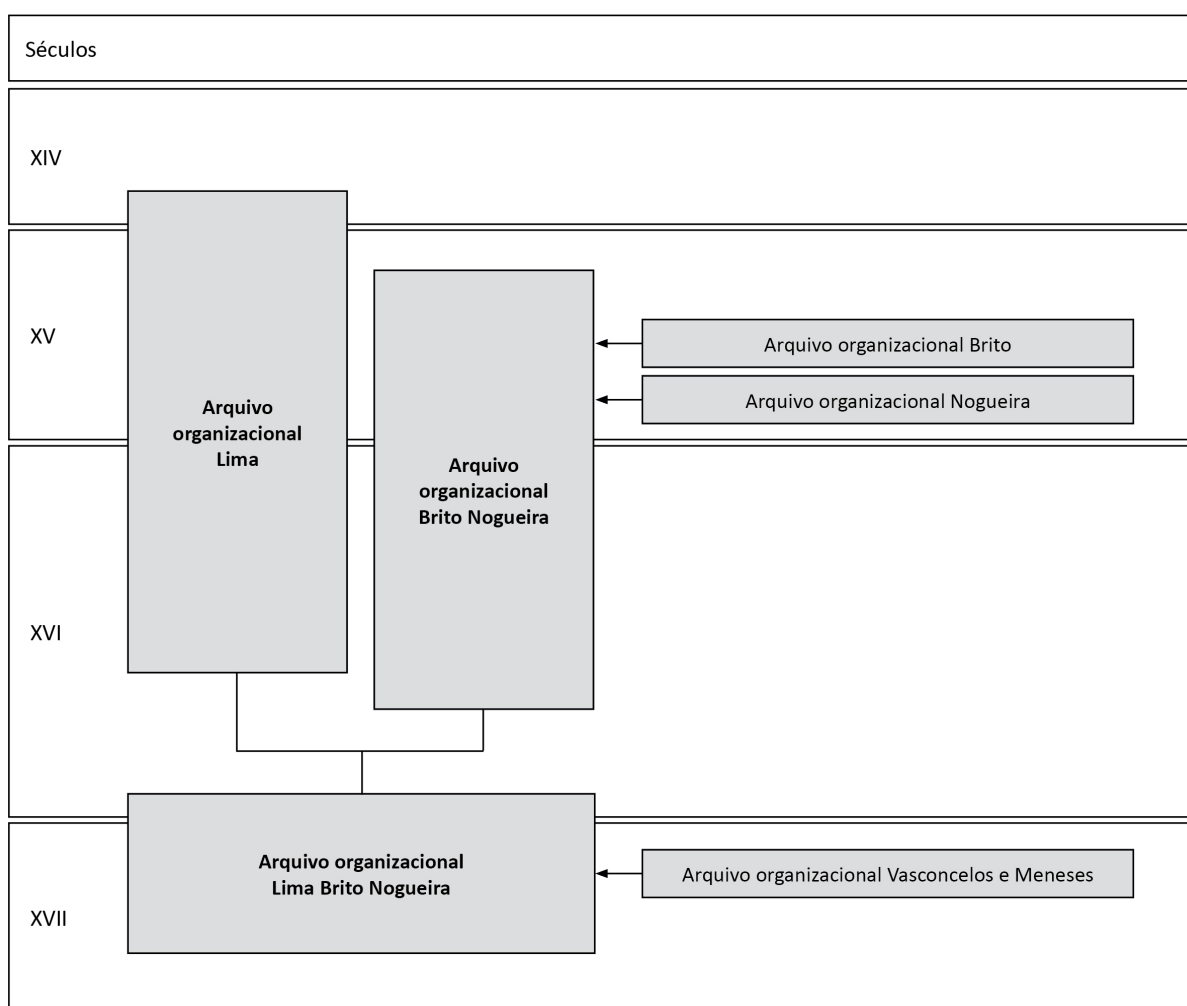 Séculos
XIV
XV
Arquivo organizacional Brito
Arquivo organizacional Nogueira
Arquivo
organizacional
Lima
Arquivo
organizacional
Brito Nogueira
XVI
Arquivo organizacional
Lima Brito Nogueira
Arquivo organizacional Vasconcelos e Meneses
XVII